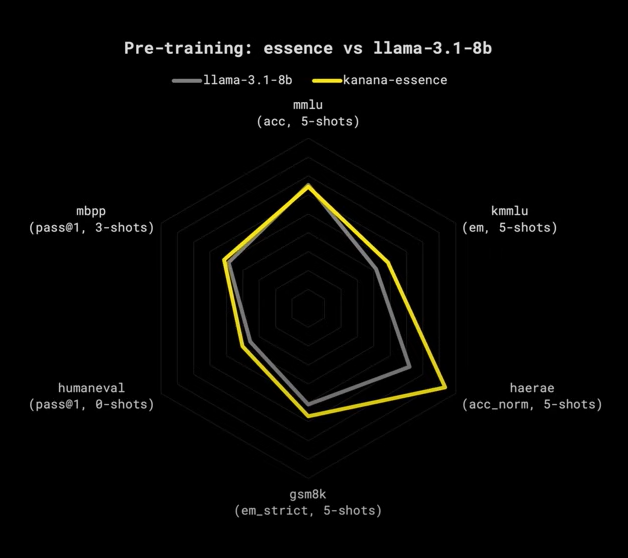 Pre-training: essence vs llama-3.1-8b
llama-3.1-8b
kanana-essence
mmlu
(acc, 5-shots)
mbpp
(pass@1, 3-shots)
kmmlu
(em, 5-shots)
humaneval
(pass@1, 0-shots)
haerae
(acc_norm, 5-shots)
gsm8k
(em_strict, 5-shots)